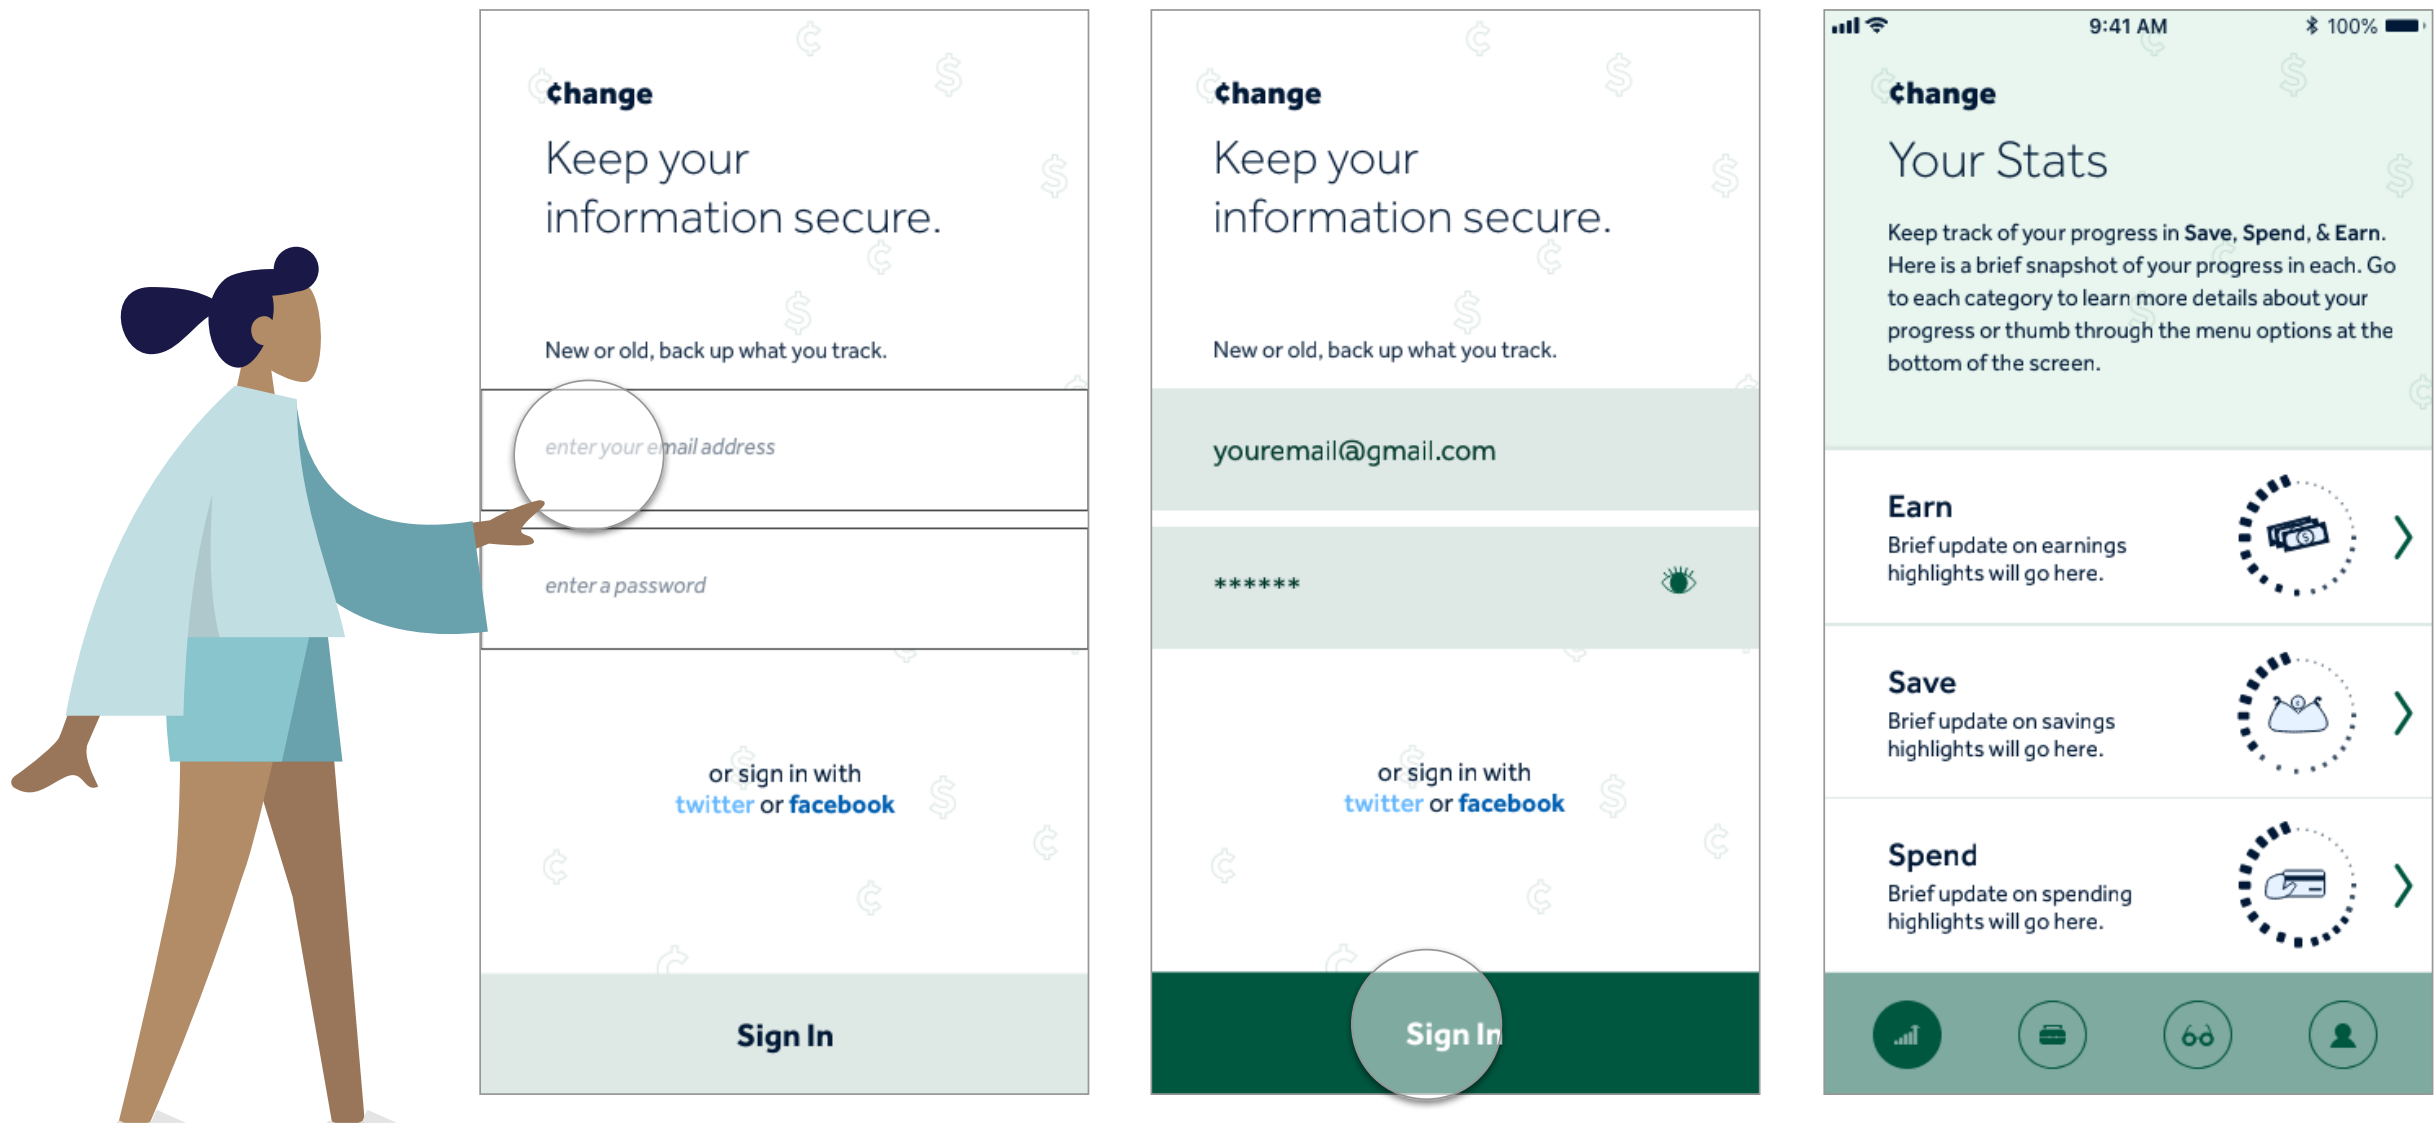 ¢hange
Keep your
information secure.
New or old, back up what you track.
enter your email address
enter a password
or sign in with
twitter or facebook
Sign In
¢hange
Keep your
information secure.
New or old, back up what you track.
youremail@gmail.com
******
or sign in with
twitter or facebook
Sign In
9:41 AM
100%
¢hange
Your Stats
Keep track of your progress in Save, Spend, & Earn.
Here is a brief snapshot of your progress in each. Go
to each category to learn more details about your
progress or thumb through the menu options at the
bottom of the screen.
Earn
Brief update on earnings
highlights will go here.
Save
Brief update on savings
highlights will go here.
Spend
Brief update on spending
highlights will go here.